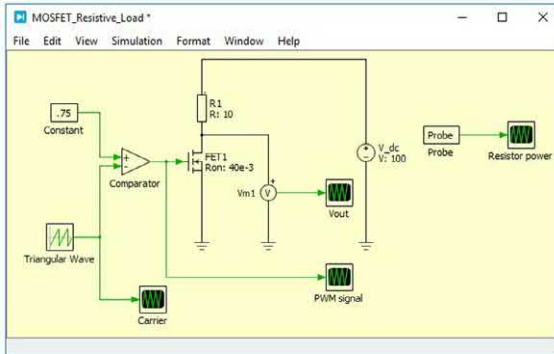 MOSFET_Resistive_Load *
File Edit View Simulation Format Window Help
R1
R: 10
.75
Constant
+
-
Comparator
FET1
Ron: 40e-3
Vm1
+
V
Vout
+
-
V_dc
V: 100
Probe
Probe
Resistor power
Triangular Wave
Carrier
PWM signal